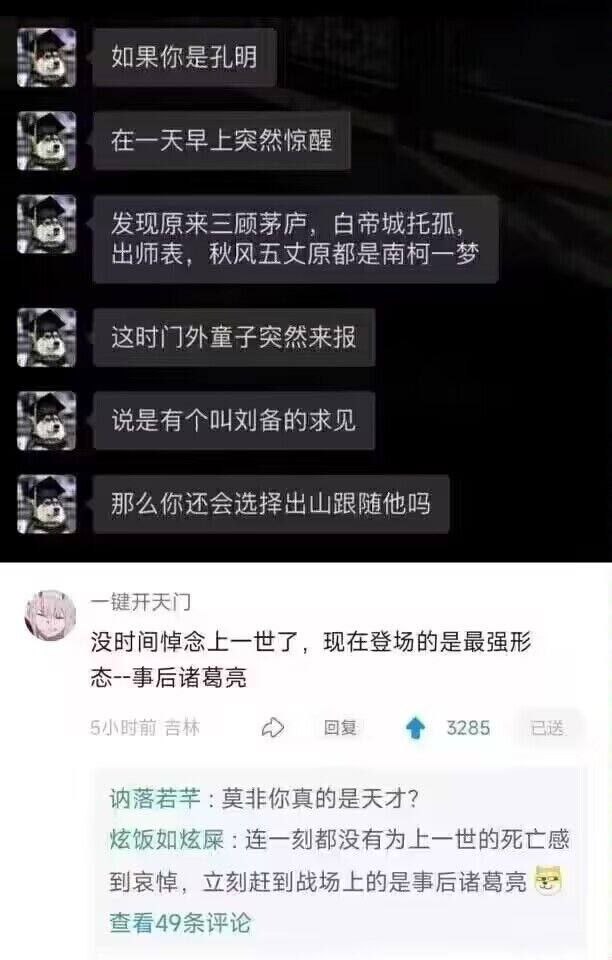 如果你是孔明
在一天早上突然惊醒
发现原来三顾茅庐，白帝城托孤，
出师表，秋风五丈原都是南柯一梦
这时门外童子突然来报
说是有个叫刘备的求见
那么你还会选择出山跟随他吗
一键开天门
没时间悼念上一世了，现在登场的是最强形
态--事后诸葛亮
5小时前 吉林 回复 3285 已送
讷落若芊：莫非你真的是天才？
炫饭如炫屎：连一刻都没有为上一世的死亡感
到哀悼，立刻赶到战场上的是事后诸葛亮
查看49条评论